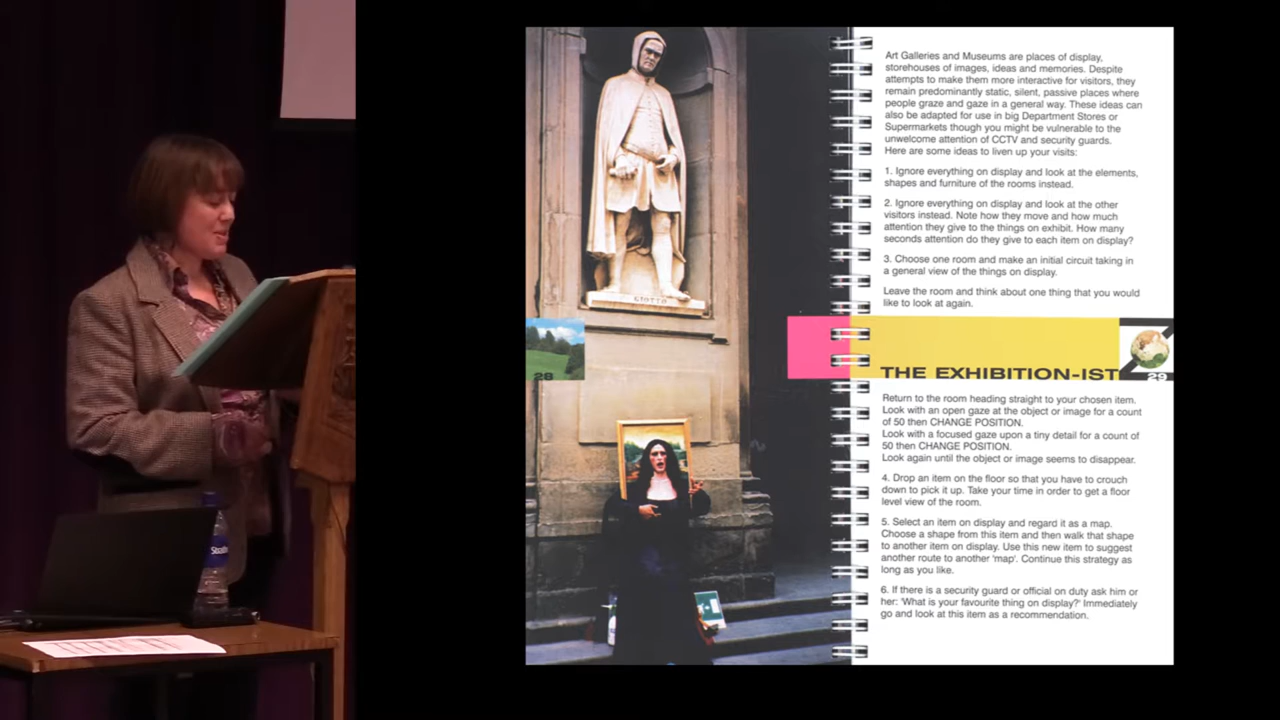 Art Galleries and Museums are places of display,
storehouses of images, ideas and memories. Despite
attempts to make them more interactive for visitors, they
remain predominantly static, silent, passive places where
people graze and gaze in a general way. These ideas can
also be adapted for use in big Department Stores or
Supermarkets though you might be vulnerable to the
unwelcome attention of CCTV and security guards.
Here are some ideas to liven up your visits:
1. Ignore everything on display and look at the elements,
shapes and furniture of the rooms instead.
2. Ignore everything on display and look at the other
visitors instead. Note how they move and how much
attention they give to the things on exhibit. How many
seconds attention do they give to each item on display?
3. Choose one room and make an initial circuit taking in
a general view of the things on display.
Leave the room and think about one thing that you would
like to look at again.
GIOTTO
28
THE EXHIBITION-IST
29
Return to the room heading straight to your chosen item.
Look with an open gaze at the object or image for a count
of 50 then CHANGE POSITION.
Look with a focused gaze upon a tiny detail for a count of
50 then CHANGE POSITION.
Look again until the object or image seems to disappear.
4. Drop an item on the floor so that you have to crouch
down to pick it up. Take your time in order to get a floor
level view of the room.
5. Select an item on display and regard it as a map.
Choose a shape from this item and then walk that shape
to another item on display. Use this new item to suggest
another route to another 'map'. Continue this strategy as
long as you like.
6. If there is a security guard or official on duty ask him or
her: 'What is your favourite thing on display?' Immediately
go and look at this item as a recommendation.